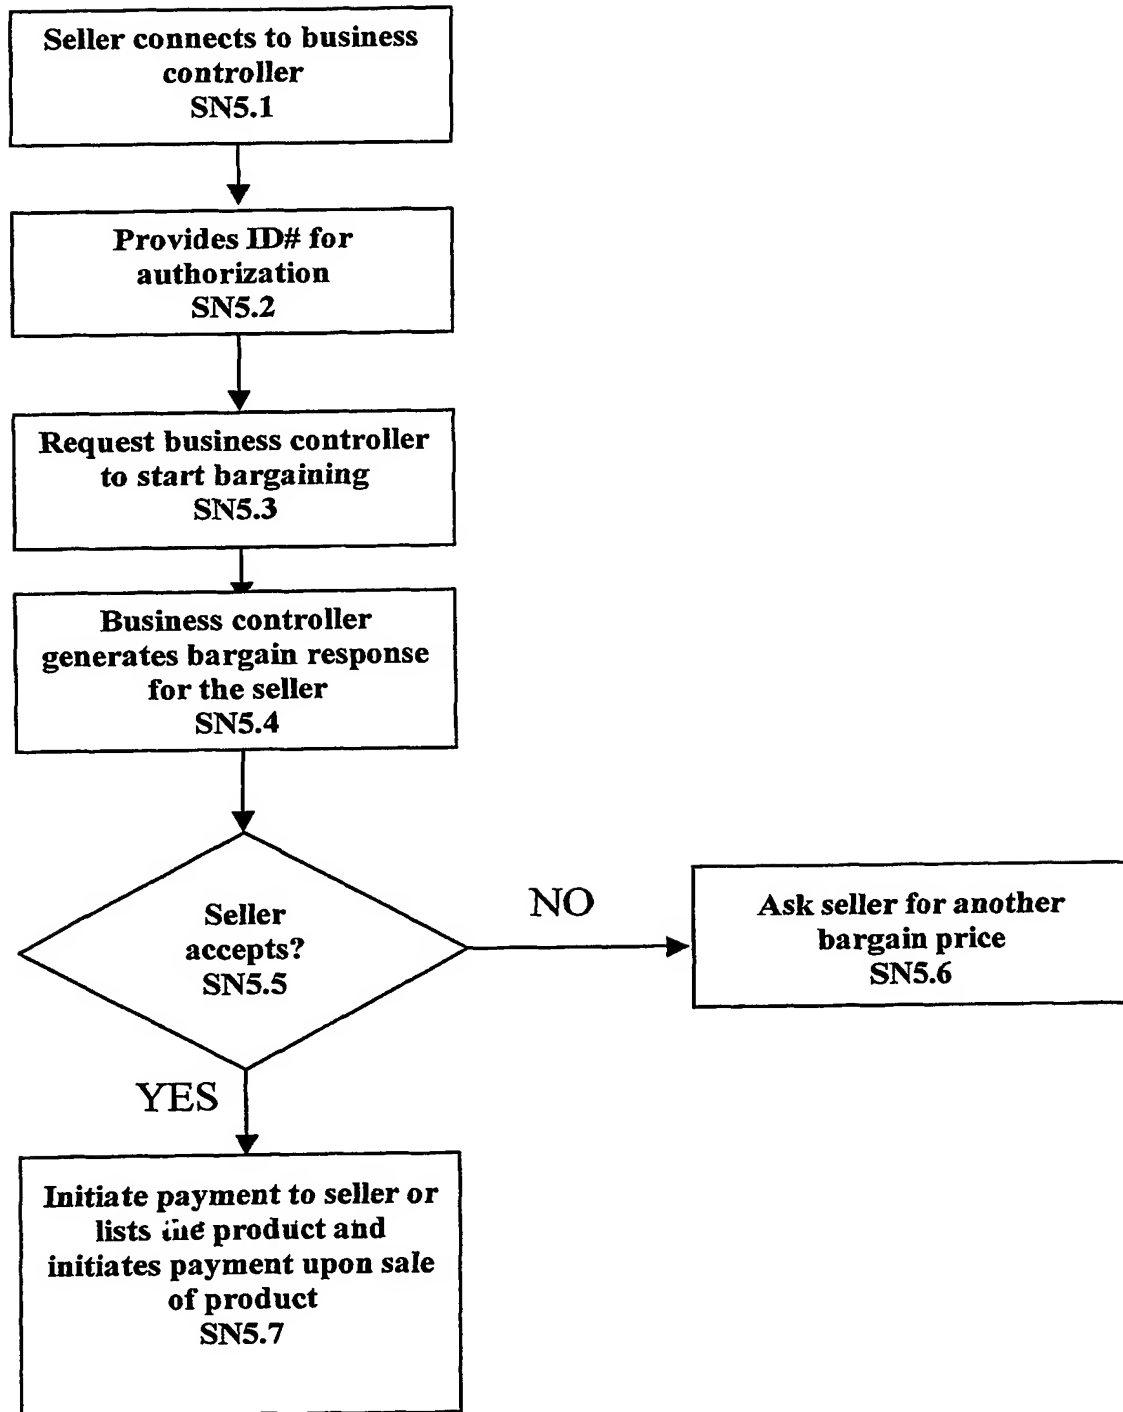 Seller connects to business
controller
SN5.1
Provides ID# for
authorization
SN5.2
Request business controller
to start bargaining
SN5.3
Business controller
generates bargain response
for the seller
SN5.4
Seller
accepts?
SN5.5
NO
Ask seller for another
bargain price
SN5.6
YES
Initiate payment to seller or
lists the product and
initiates payment upon sale
of product
SN5.7